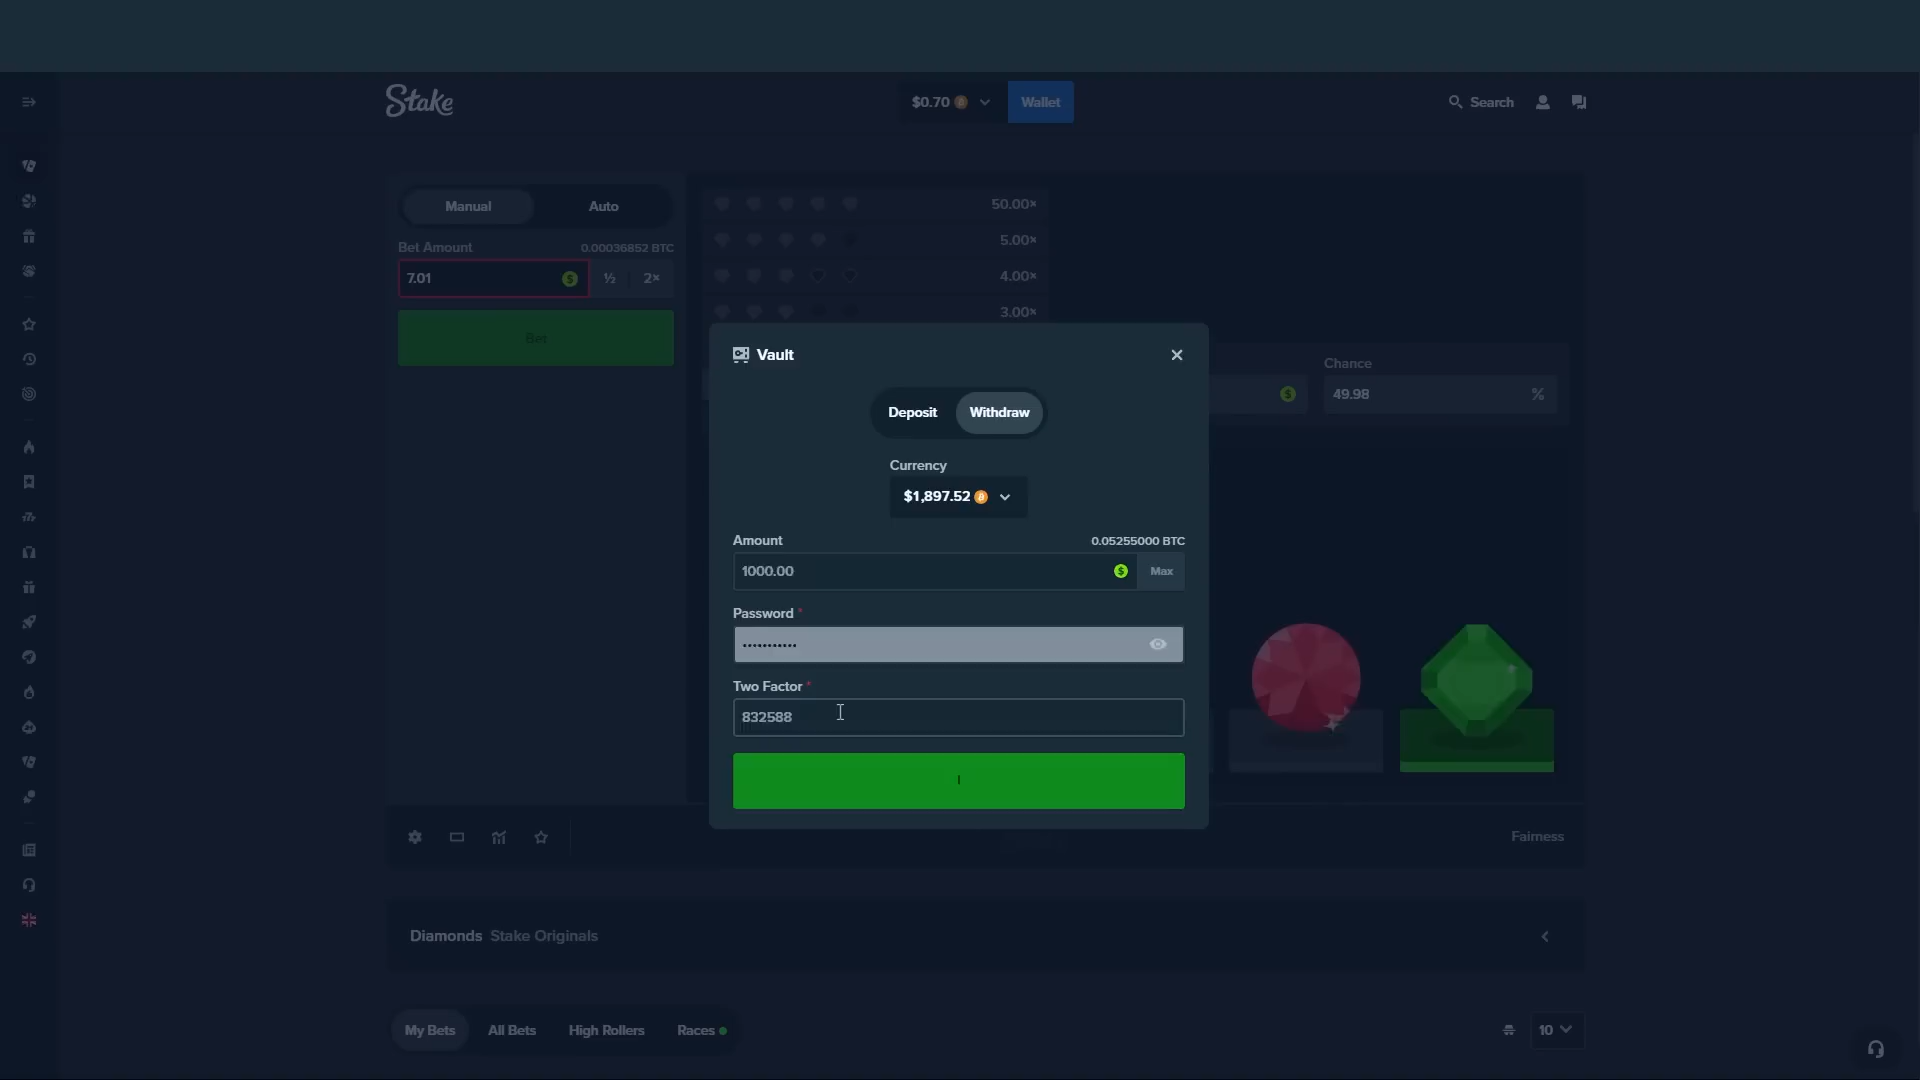 Stake
$0.70
Wallet
Search
Manual
Auto
Bet Amount
0.00036852 BTC
7.01
½
2×
Bet
50.00×
5.00×
4.00×
3.00×
Vault
Deposit
Withdraw
Currency
$1,897.52
Amount
0.05255000 BTC
1000.00
Max
Password *
•••••••••••
Two Factor *
832588
Chance
49.98
%
Fairness
Diamonds Stake Originals
My Bets
All Bets
High Rollers
Races
10